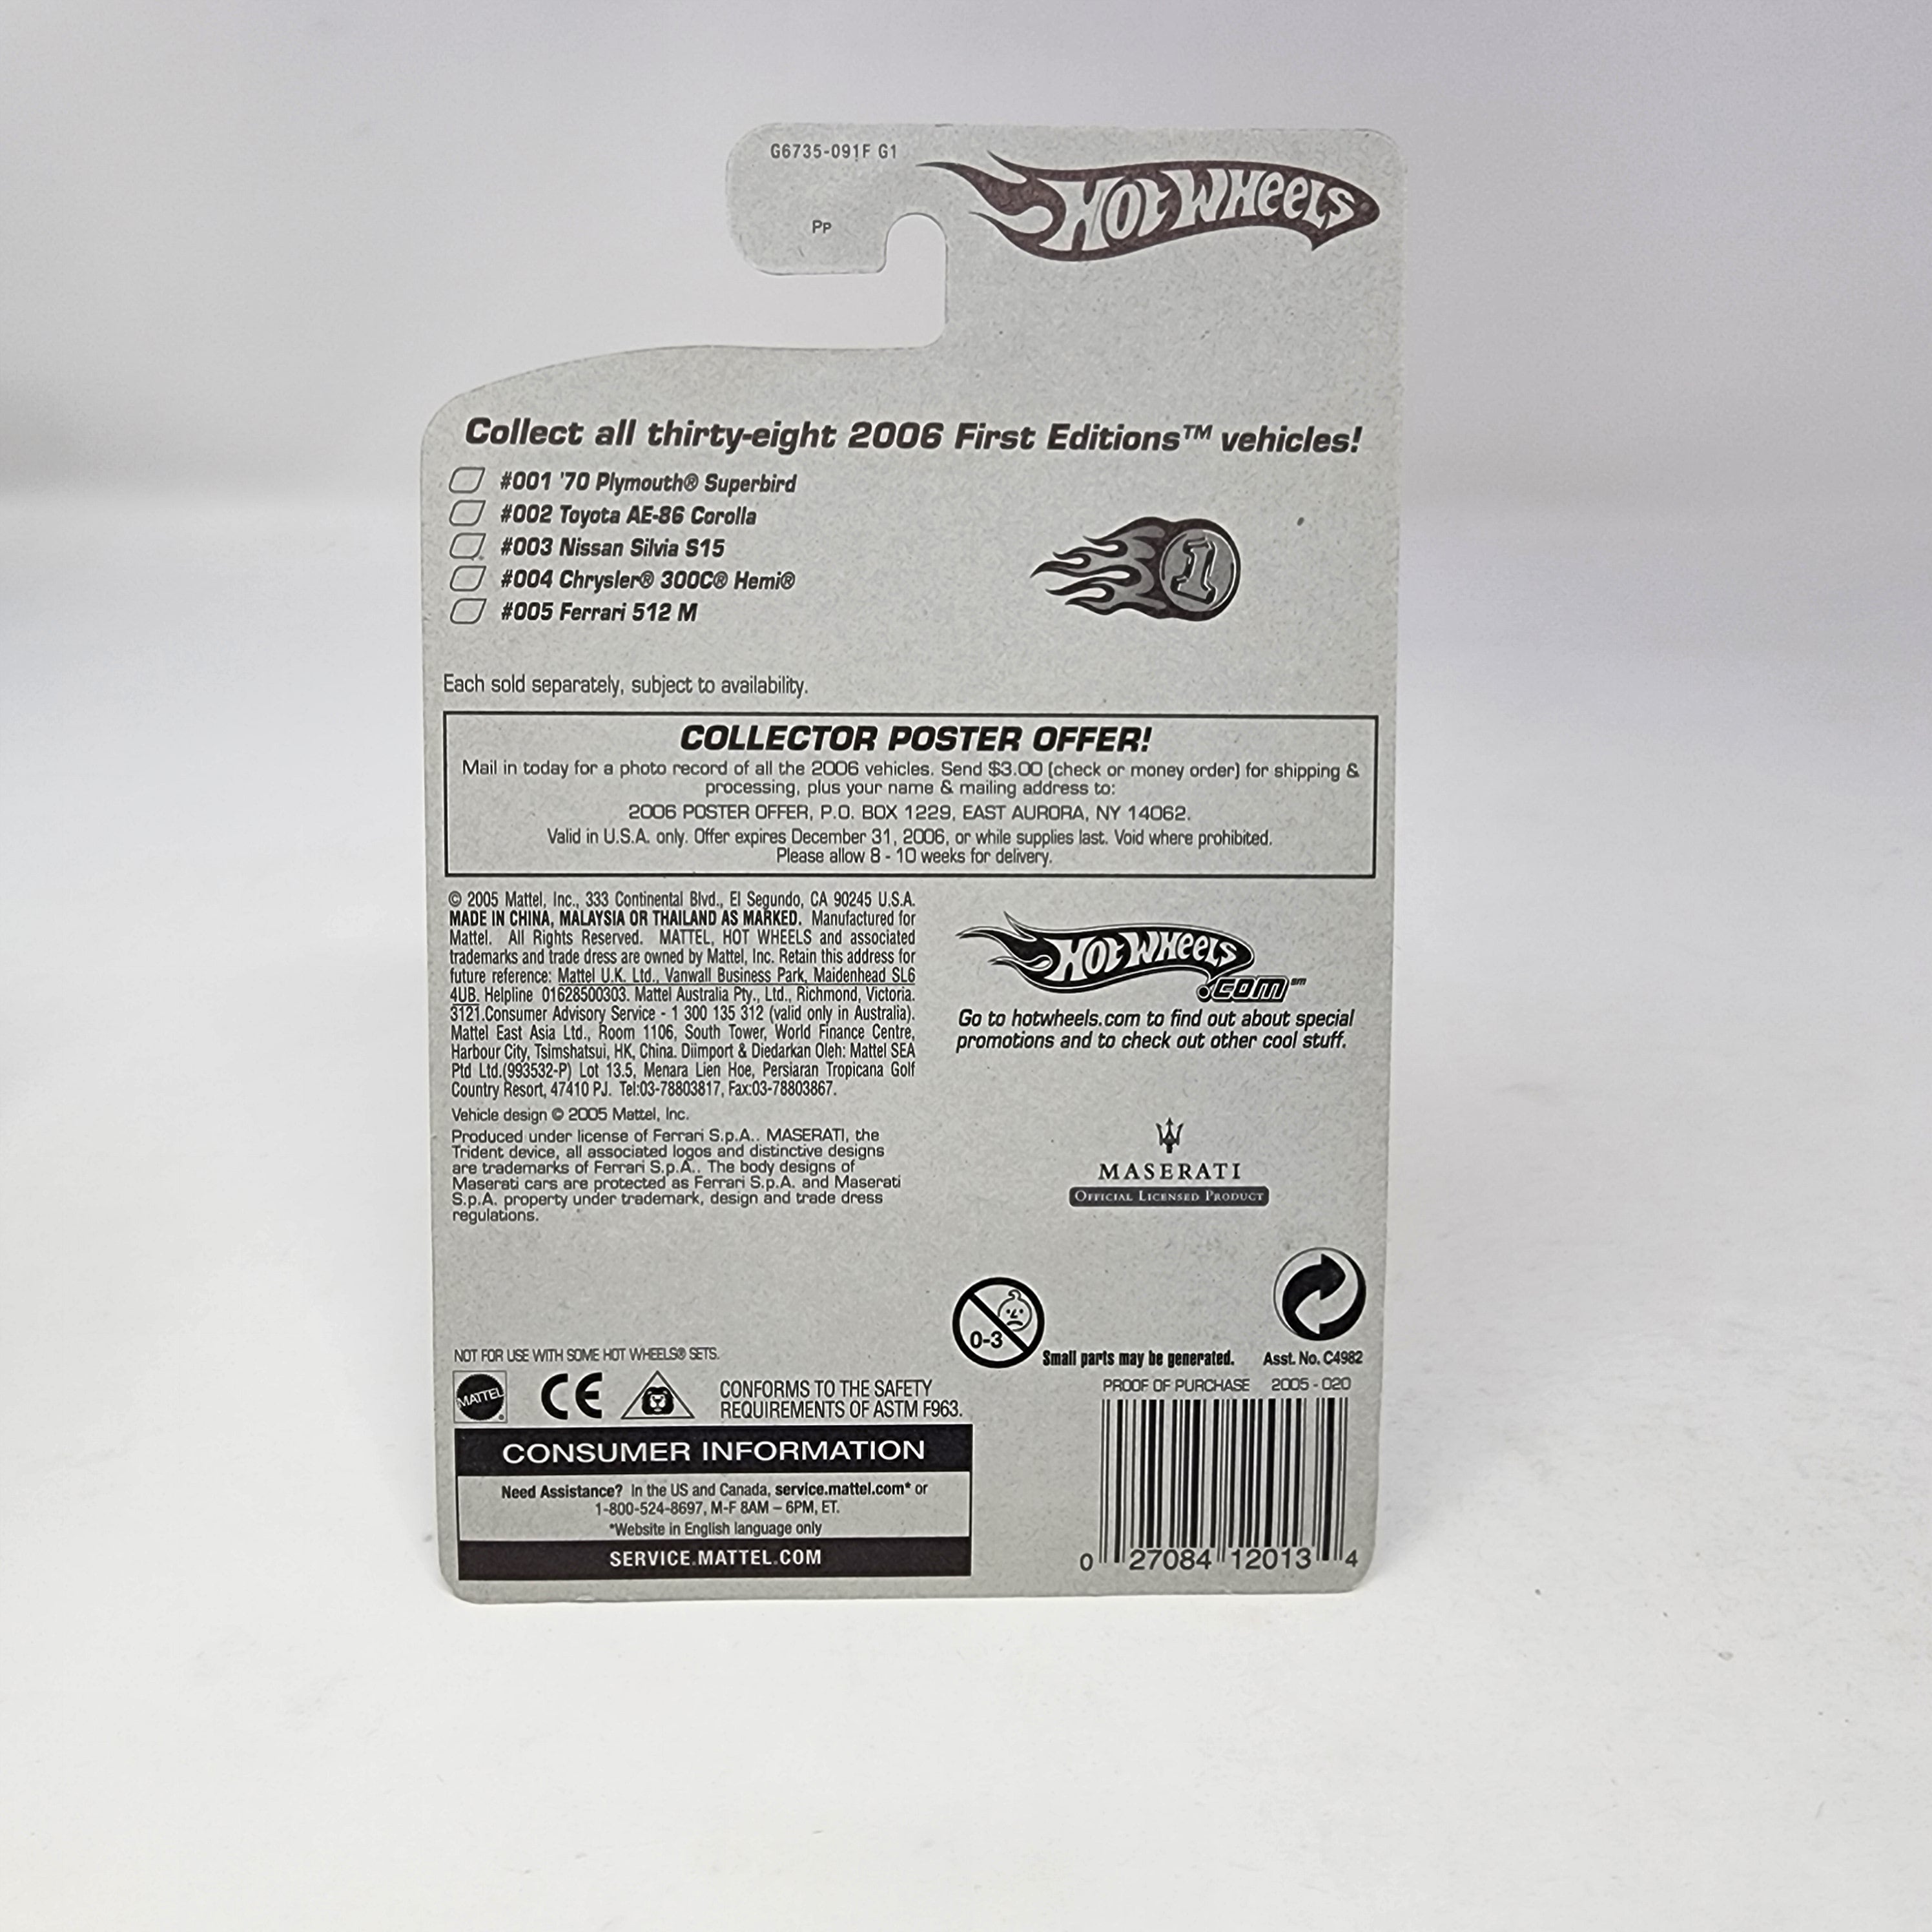 G6735-091F G1
HOT WHEELS
PP
Collect all thirty-eight 2006 First Editions™ vehicles!
#001 '70 Plymouth® Superbird
#002 Toyota AE-86 Corolla
#003 Nissan Silvia S15
#004 Chrysler® 300C® Hemi®
#005 Ferrari 512 M
1
Each sold separately, subject to availability.
COLLECTOR POSTER OFFER!
Mail in today for a photo record of all the 2006 vehicles. Send $3.00 (check or money order) for shipping &
processing, plus your name & mailing address to:
2006 POSTER OFFER, P.O. BOX 1229, EAST AURORA, NY 14062.
Valid in U.S.A. only. Offer expires December 31, 2006, or while supplies last. Void where prohibited.
Please allow 8 - 10 weeks for delivery.
© 2005 Mattel, Inc., 333 Continental Blvd., El Segundo, CA 90245 U.S.A.
MADE IN CHINA, MALAYSIA OR THAILAND AS MARKED. Manufactured for
Mattel. All Rights Reserved. MATTEL, HOT WHEELS and associated
trademarks and trade dress are owned by Mattel, Inc. Retain this address for
future reference: Mattel U.K. Ltd., Vanwall Business Park, Maidenhead SL6
4UB. Helpline 01628500303. Mattel Australia Pty., Ltd., Richmond, Victoria.
3121.Consumer Advisory Service - 1 300 135 312 (valid only in Australia).
Mattel East Asia Ltd., Room 1106, South Tower, World Finance Centre,
Harbour City, Tsimshatsui, HK, China. Diimport & Diedarkan Oleh: Mattel SEA
Ptd Ltd.(993532-P) Lot 13.5, Menara Lien Hoe, Persiaran Tropicana Golf
Country Resort, 47410 PJ. Tel:03-78803817, Fax:03-78803867.
Vehicle design © 2005 Mattel, Inc.
Produced under license of Ferrari S.p.A.. MASERATI, the
Trident device, all associated logos and distinctive designs
are trademarks of Ferrari S.p.A.. The body designs of
Maserati cars are protected as Ferrari S.p.A. and Maserati
S.p.A. property under trademark, design and trade dress
regulations.
HOT WHEELS
.com℠
Go to hotwheels.com to find out about special
promotions and to check out other cool stuff.
MASERATI
OFFICIAL LICENSED PRODUCT
0-3
Small parts may be generated.
Asst. No. C4982
NOT FOR USE WITH SOME HOT WHEELS® SETS.
MATTEL®
CE
CONFORMS TO THE SAFETY
REQUIREMENTS OF ASTM F963.
PROOF OF PURCHASE 2005 - 020
CONSUMER INFORMATION
Need Assistance? In the US and Canada, service.mattel.com* or
1-800-524-8697, M-F 8AM – 6PM, ET.
*Website in English language only
SERVICE.MATTEL.COM
0 27084 12013 4